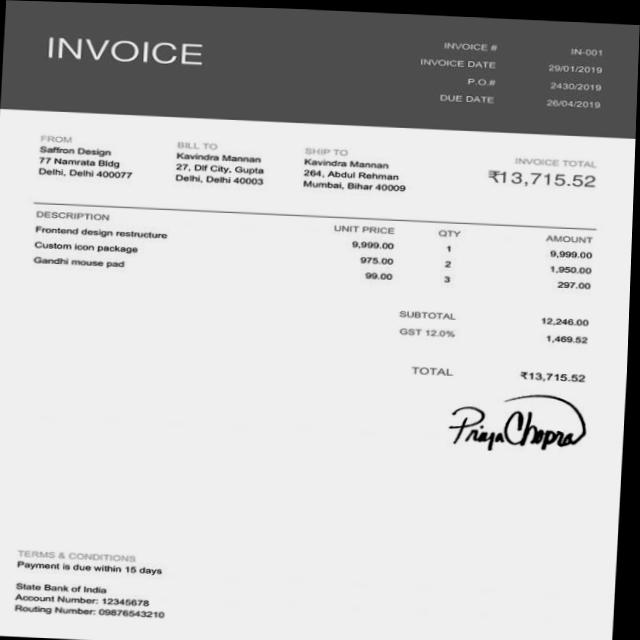 INVOICE
INVOICE # IN-001
INVOICE DATE 29/01/2019
P.O.# 2430/2019
DUE DATE 26/04/2019
FROM
Saffron Design
77 Namrata Bldg
Delhi, Delhi 400077
BILL TO
Kavindra Mannan
27, Dlf City, Gupta
Delhi, Delhi 40003
SHIP TO
Kavindra Mannan
264, Abdul Rehman
Mumbai, Bihar 40009
INVOICE TOTAL
₹13,715.52
DESCRIPTION UNIT PRICE QTY AMOUNT
Frontend design restructure 9,999.00 1 9,999.00
Custom icon package 975.00 2 1,950.00
Gandhi mouse pad 99.00 3 297.00
SUBTOTAL 12,246.00
GST 12.0% 1,469.52
TOTAL ₹13,715.52
Priya Chopra
TERMS & CONDITIONS
Payment is due within 15 days
State Bank of India
Account Number: 12345678
Routing Number: 09876543210